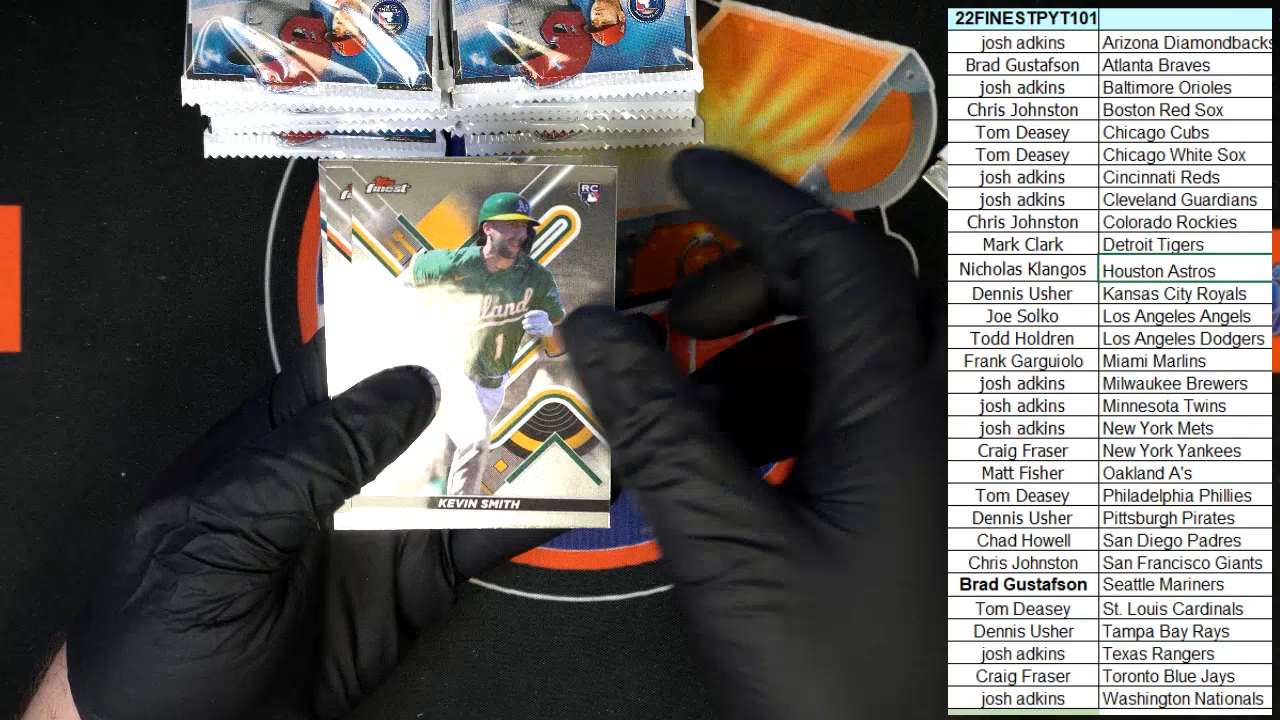 22FINESTPYT101
josh adkins Arizona Diamondbacks
Brad Gustafson Atlanta Braves
josh adkins Baltimore Orioles
Chris Johnston Boston Red Sox
Tom Deasey Chicago Cubs
Tom Deasey Chicago White Sox
josh adkins Cincinnati Reds
josh adkins Cleveland Guardians
Chris Johnston Colorado Rockies
Mark Clark Detroit Tigers
Nicholas Klangos Houston Astros
Dennis Usher Kansas City Royals
Joe Solko Los Angeles Angels
Todd Holdren Los Angeles Dodgers
Frank Garguiolo Miami Marlins
josh adkins Milwaukee Brewers
josh adkins Minnesota Twins
josh adkins New York Mets
Craig Fraser New York Yankees
Matt Fisher Oakland A's
Tom Deasey Philadelphia Phillies
Dennis Usher Pittsburgh Pirates
Chad Howell San Diego Padres
Chris Johnston San Francisco Giants
Brad Gustafson Seattle Mariners
Tom Deasey St. Louis Cardinals
Dennis Usher Tampa Bay Rays
josh adkins Texas Rangers
Craig Fraser Toronto Blue Jays
josh adkins Washington Nationals
Topps finest
RC
A's
land
1
KEVIN SMITH